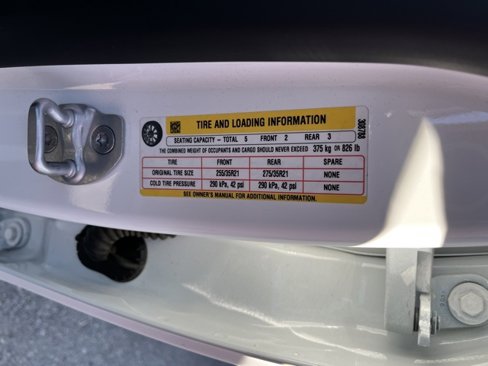 TIRE AND LOADING INFORMATION
SEATING CAPACITY - TOTAL 5 FRONT 2 REAR 3
THE COMBINED WEIGHT OF OCCUPANTS AND CARGO SHOULD NEVER EXCEED 375 kg OR 826 lb
TIRE FRONT REAR SPARE
ORIGINAL TIRE SIZE 255/35R21 275/35R21 NONE
COLD TIRE PRESSURE 290 kPa, 42 psi 290 kPa, 42 psi NONE
SEE OWNER'S MANUAL FOR ADDITIONAL INFORMATION.